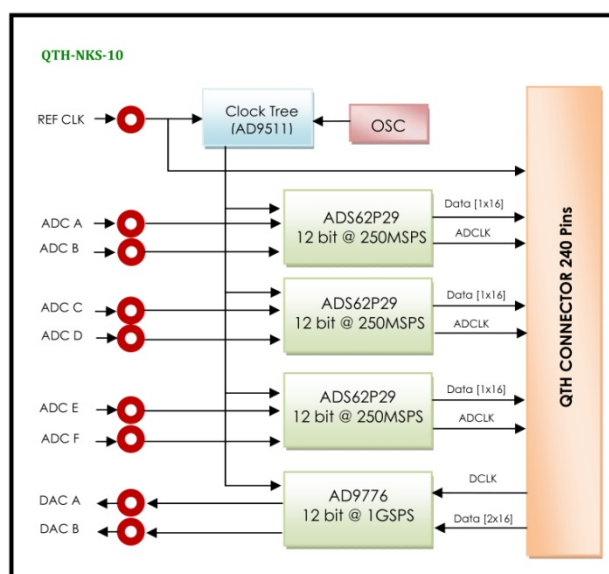 QTH-NKS-10
REF CLK
Clock Tree
(AD9511)
OSC
ADC A
ADC B
ADS62P29
12 bit @ 250MSPS
Data [1x16]
ADCLK
ADC C
ADC D
ADS62P29
12 bit @ 250MSPS
Data [1x16]
ADCLK
ADC E
ADC F
ADS62P29
12 bit @ 250MSPS
Data [1x16]
ADCLK
DAC A
DAC B
AD9776
12 bit @ 1GSPS
DCLK
Data [2x16]
QTH CONNECTOR 240 Pins